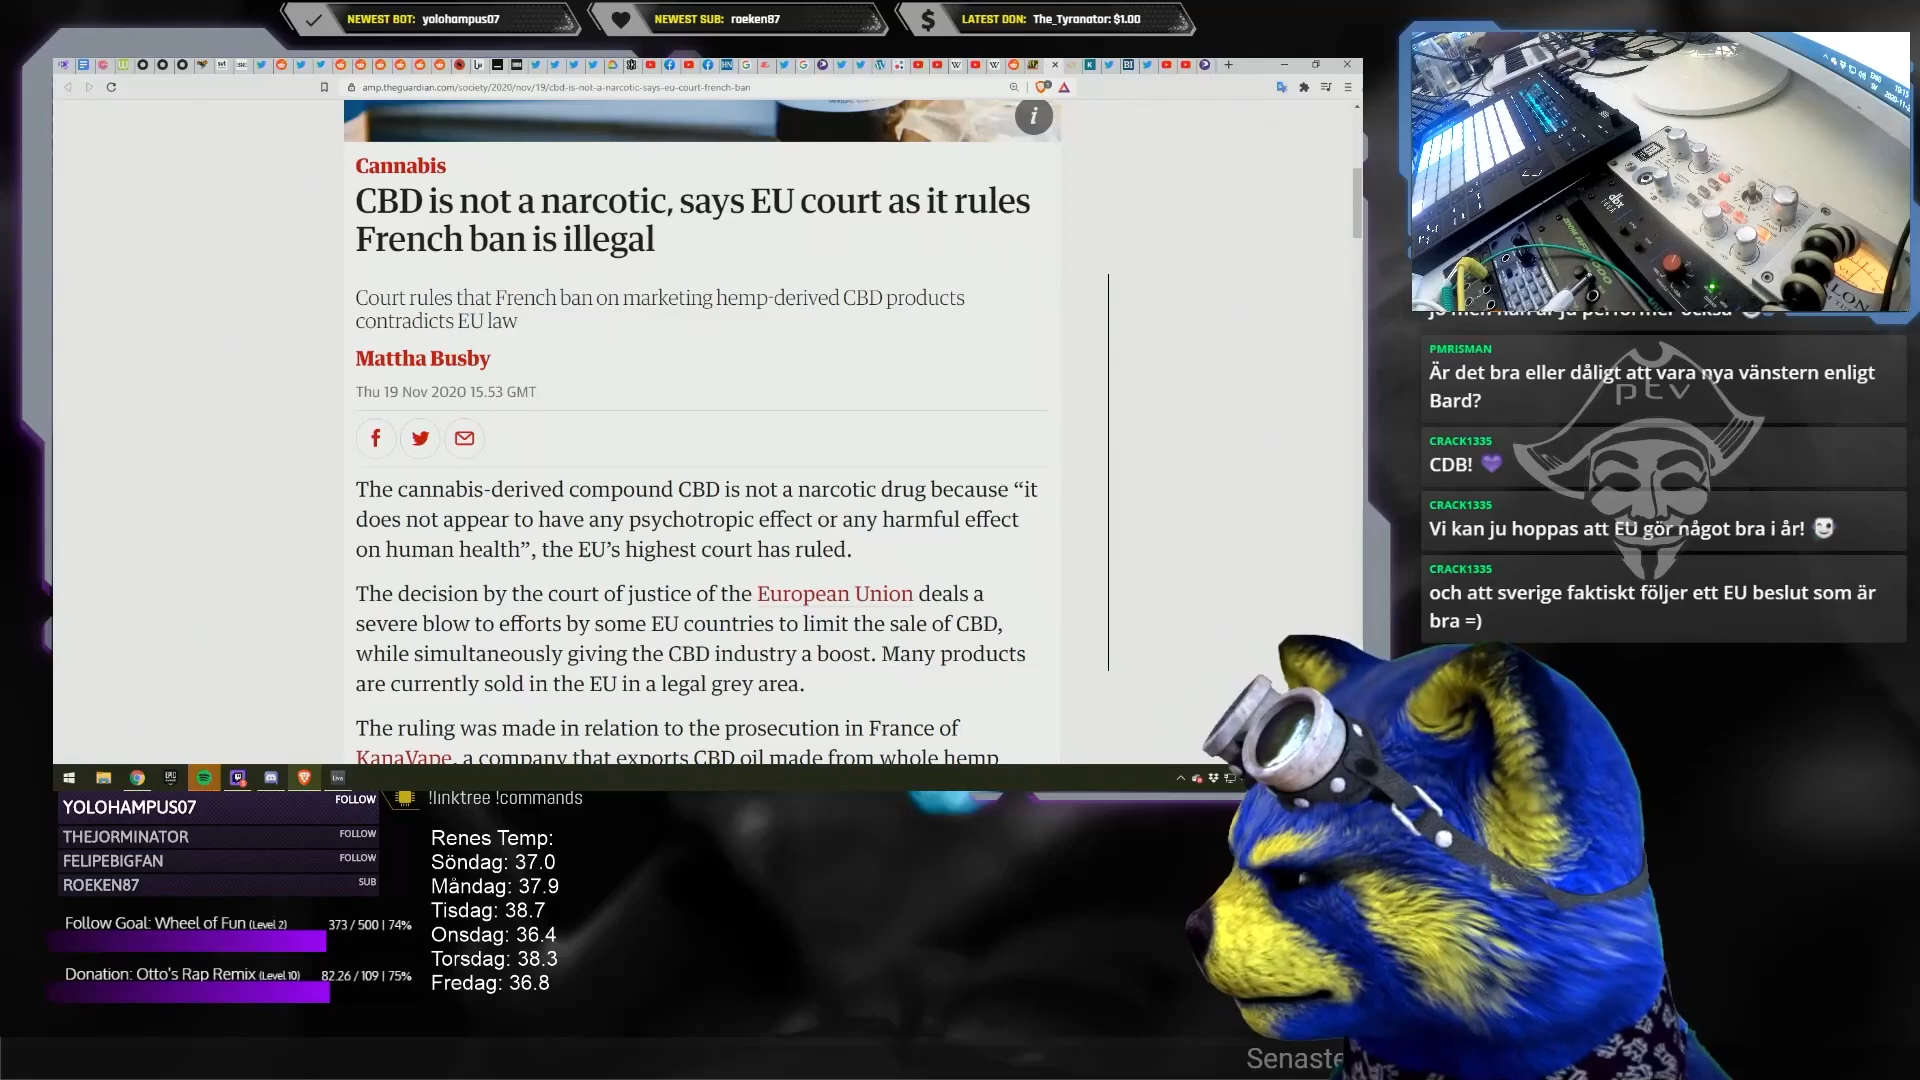 NEWEST BOT: yolohampus07
NEWEST SUB: roeken87
LATEST DON: The_Tyranator: $1.00
amp.theguardian.com/society/2020/nov/19/cbd-is-not-a-narcotic-says-eu-court-french-ban
Cannabis
CBD is not a narcotic, says EU court as it rules
French ban is illegal
Court rules that French ban on marketing hemp-derived CBD products
contradicts EU law
Mattha Busby
Thu 19 Nov 2020 15.53 GMT
The cannabis-derived compound CBD is not a narcotic drug because “it
does not appear to have any psychotropic effect or any harmful effect
on human health”, the EU’s highest court has ruled.
The decision by the court of justice of the European Union deals a
severe blow to efforts by some EU countries to limit the sale of CBD,
while simultaneously giving the CBD industry a boost. Many products
are currently sold in the EU in a legal grey area.
The ruling was made in relation to the prosecution in France of
KanaVape, a company that exports CBD oil made from whole hemp
dbx
PMRISMAN
Är det bra eller dåligt att vara nya vänstern enligt
Bard?
ptv
CRACK1335
CDB!
CRACK1335
Vi kan ju hoppas att EU gör något bra i år!
CRACK1335
och att sverige faktiskt följer ett EU beslut som är
bra =)
YOLOHAMPUS07 FOLLOW
THEJORMINATOR FOLLOW
FELIPEBIGFAN FOLLOW
ROEKEN87 SUB
Follow Goal: Wheel of Fun (Level 2) 373 / 500 | 74%
Donation: Otto's Rap Remix (Level 10) 82.26 / 109 | 75%
!linktree !commands
Renes Temp:
Söndag: 37.0
Måndag: 37.9
Tisdag: 38.7
Onsdag: 36.4
Torsdag: 38.3
Fredag: 36.8
Senaste